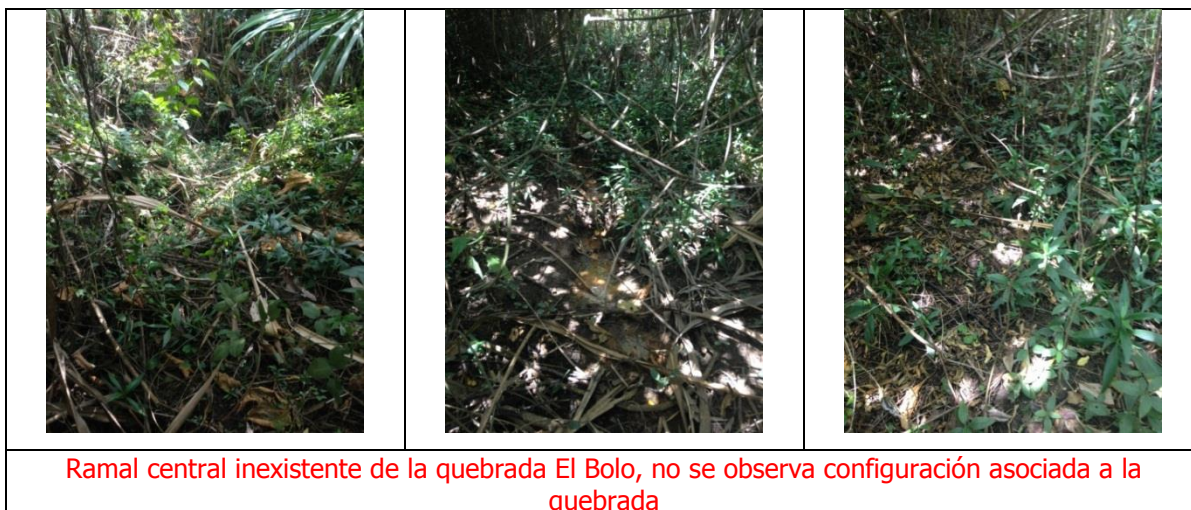 Ramal central inexistente de la quebrada El Bolo, no se observa configuración asociada a la
quebrada